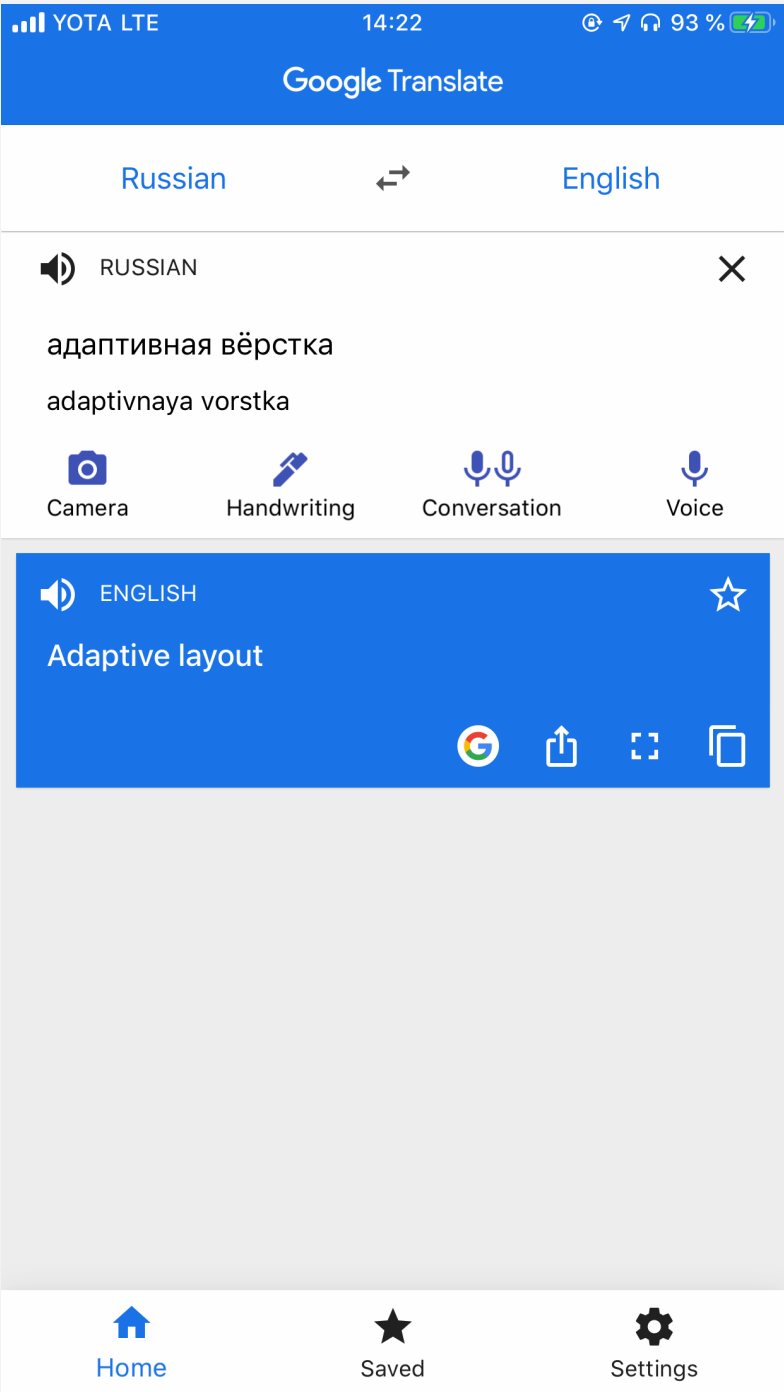 YOTA LTE 14:22 93 %
Google Translate
Russian English
RUSSIAN
адаптивная вёрстка
adaptivnaya vorstka
Camera Handwriting Conversation Voice
ENGLISH
Adaptive layout
G
Home Saved Settings